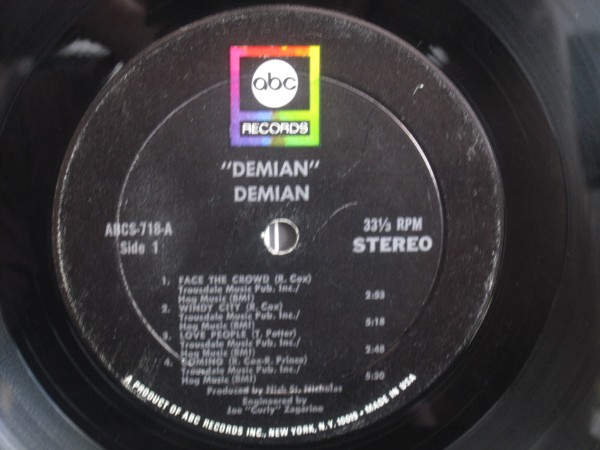 abc
RECORDS
"DEMIAN"
DEMIAN
ABCS-718-A
Side 1
33⅓ RPM
STEREO
1. FACE THE CROWD (R. Cox)
Trousdale Music Pub. Inc./
Hog Music (BMI) 2:53
2. WINDY CITY (R. Cox)
Trousdale Music Pub. Inc./
Hog Music (BMI) 5:18
3. LOVE PEOPLE (T. Potter)
Trousdale Music Pub. Inc./
Hog Music (BMI) 2:48
4. COMING (R. Cox-R. Prince)
Trousdale Music Pub. Inc./
Hog Music (BMI) 5:30
Produced by Nick St. Nicholas
Engineered by
Joe "Curly" Zagarino
A PRODUCT OF ABC RECORDS INC., NEW YORK, N.Y. 10019 • MADE IN USA